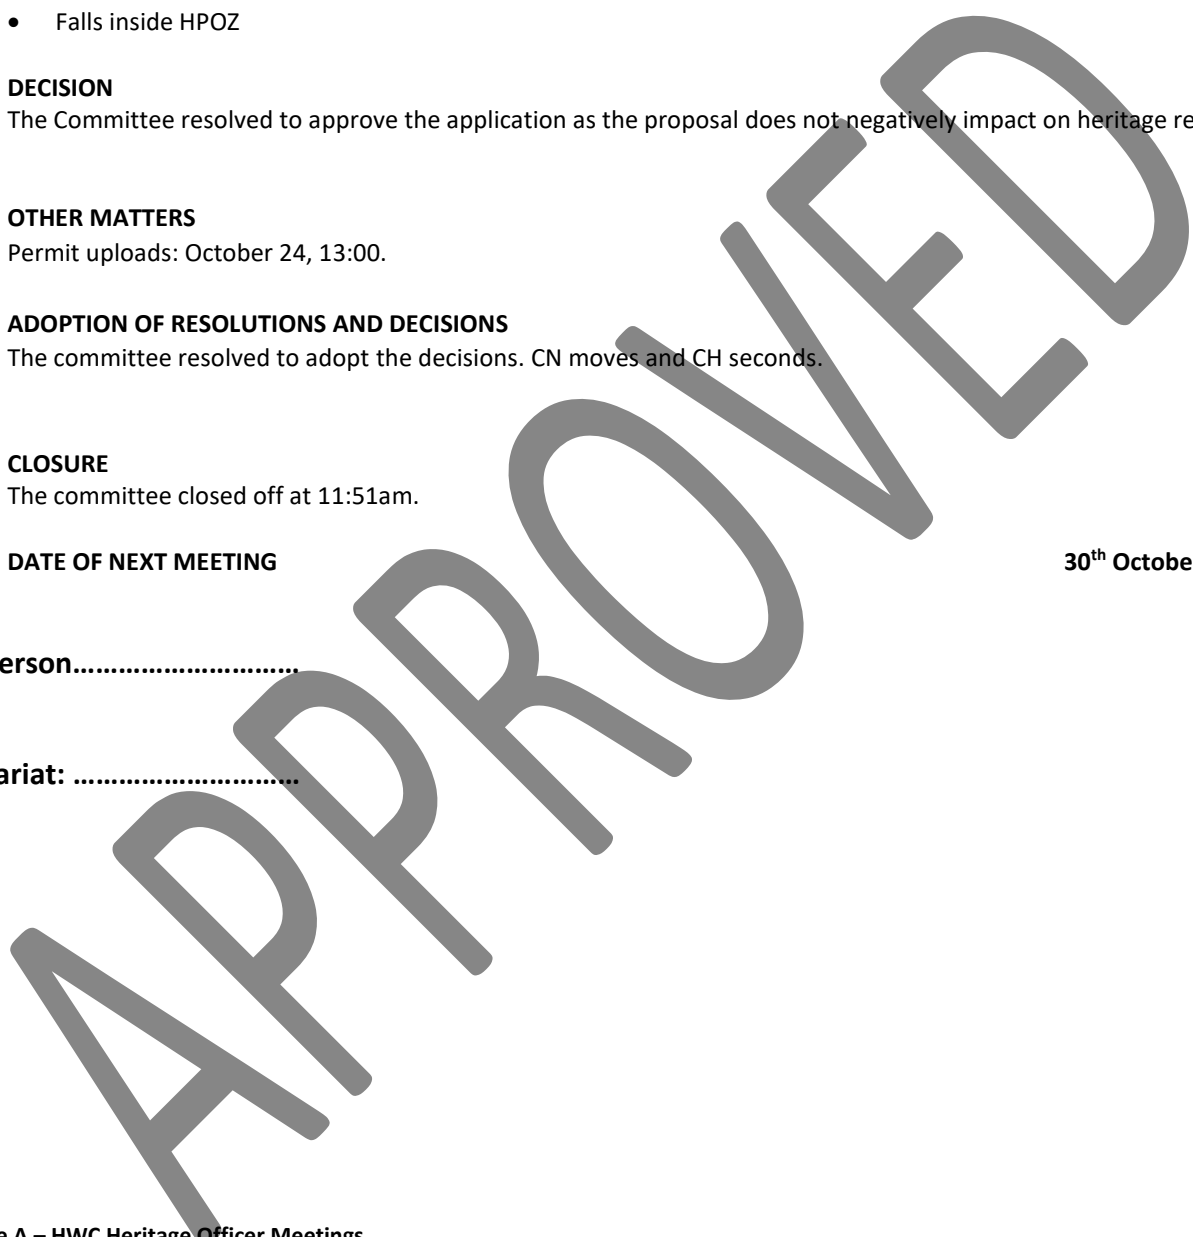 • Falls inside HPOZ
DECISION
The Committee resolved to approve the application as the proposal does not negatively impact on heritage re
OTHER MATTERS
Permit uploads: October 24, 13:00.
ADOPTION OF RESOLUTIONS AND DECISIONS
The committee resolved to adopt the decisions. CN moves and CH seconds.
CLOSURE
The committee closed off at 11:51am.
DATE OF NEXT MEETING 30th Octobe
erson…………………………
ariat: …………………………
e A – HWC Heritage Officer Meetings
APPROVED